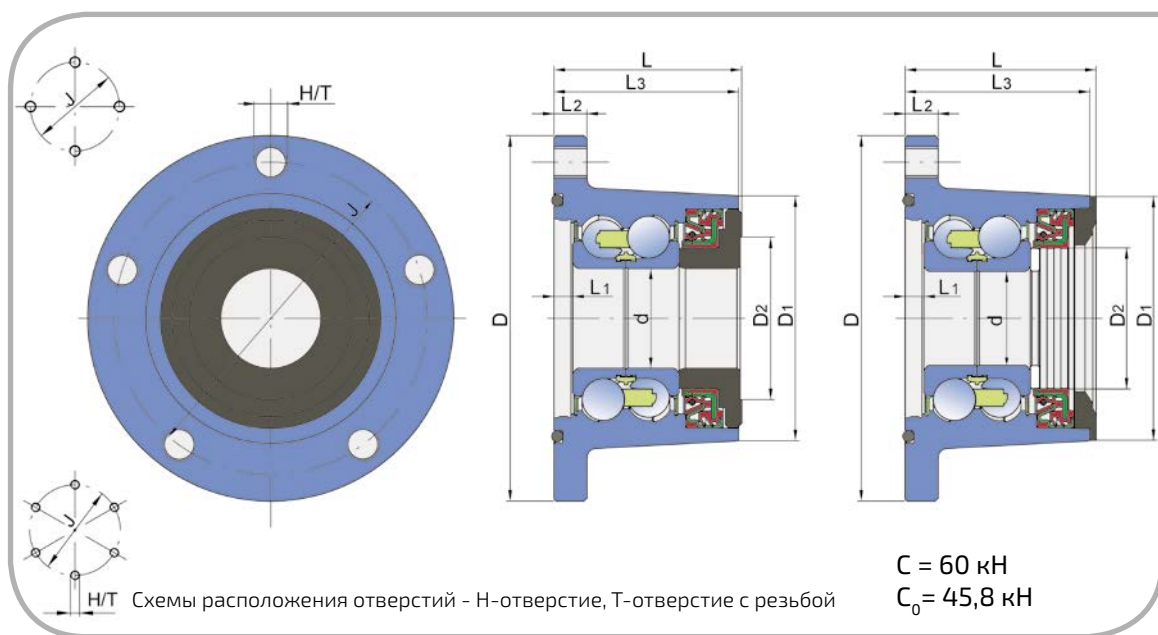 J
H/T
J
D
J
H/T
L
L3
L2
L1
d
D2
D1
D
L
L3
L2
L1
d
D2
D1
Схемы расположения отверстий - H-отверстие, T-отверстие с резьбой
C = 60 кН
C₀= 45,8 кН